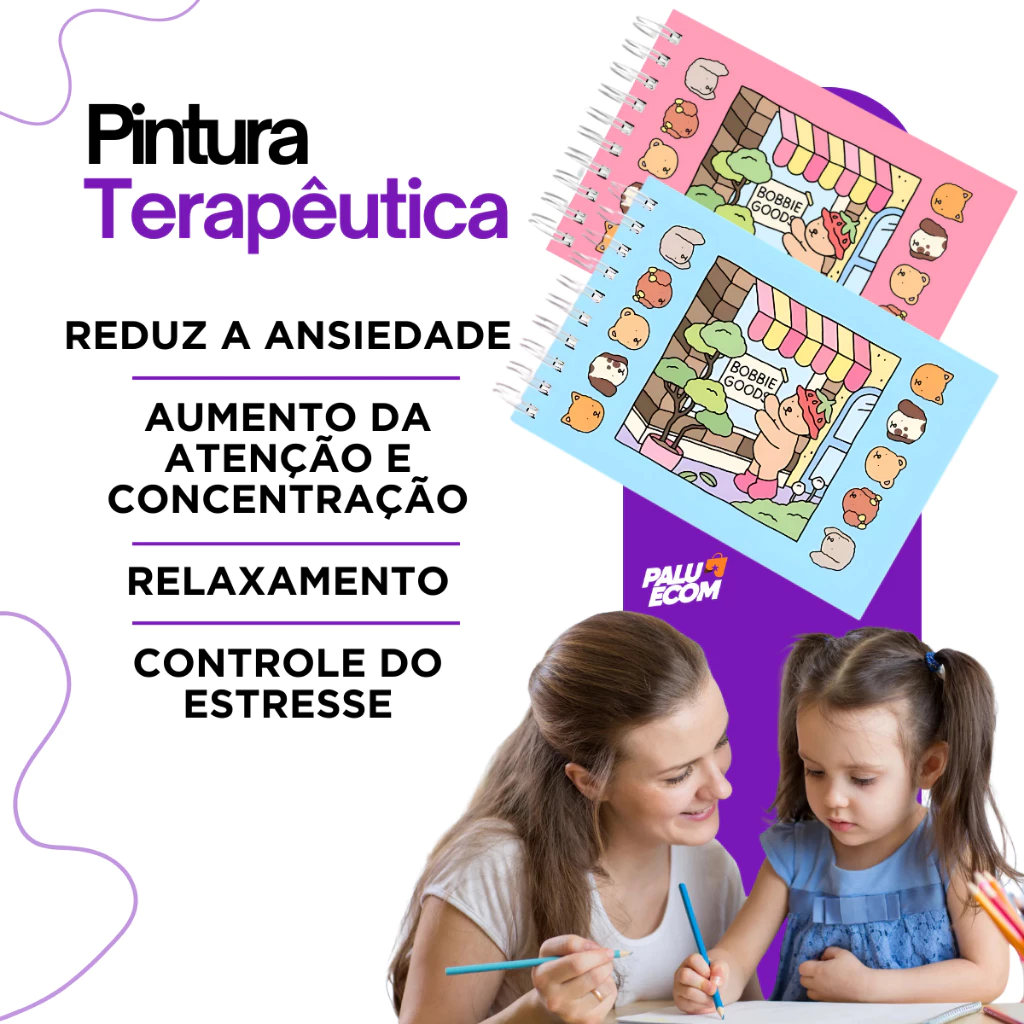 Pintura
Terapêutica
REDUZ A ANSIEDADE
AUMENTO DA
ATENÇÃO E
CONCENTRAÇÃO
RELAXAMENTO
CONTROLE DO
ESTRESSE
BOBBIE
GOODS
BOBBIE
GOODS
PALU
ECOM